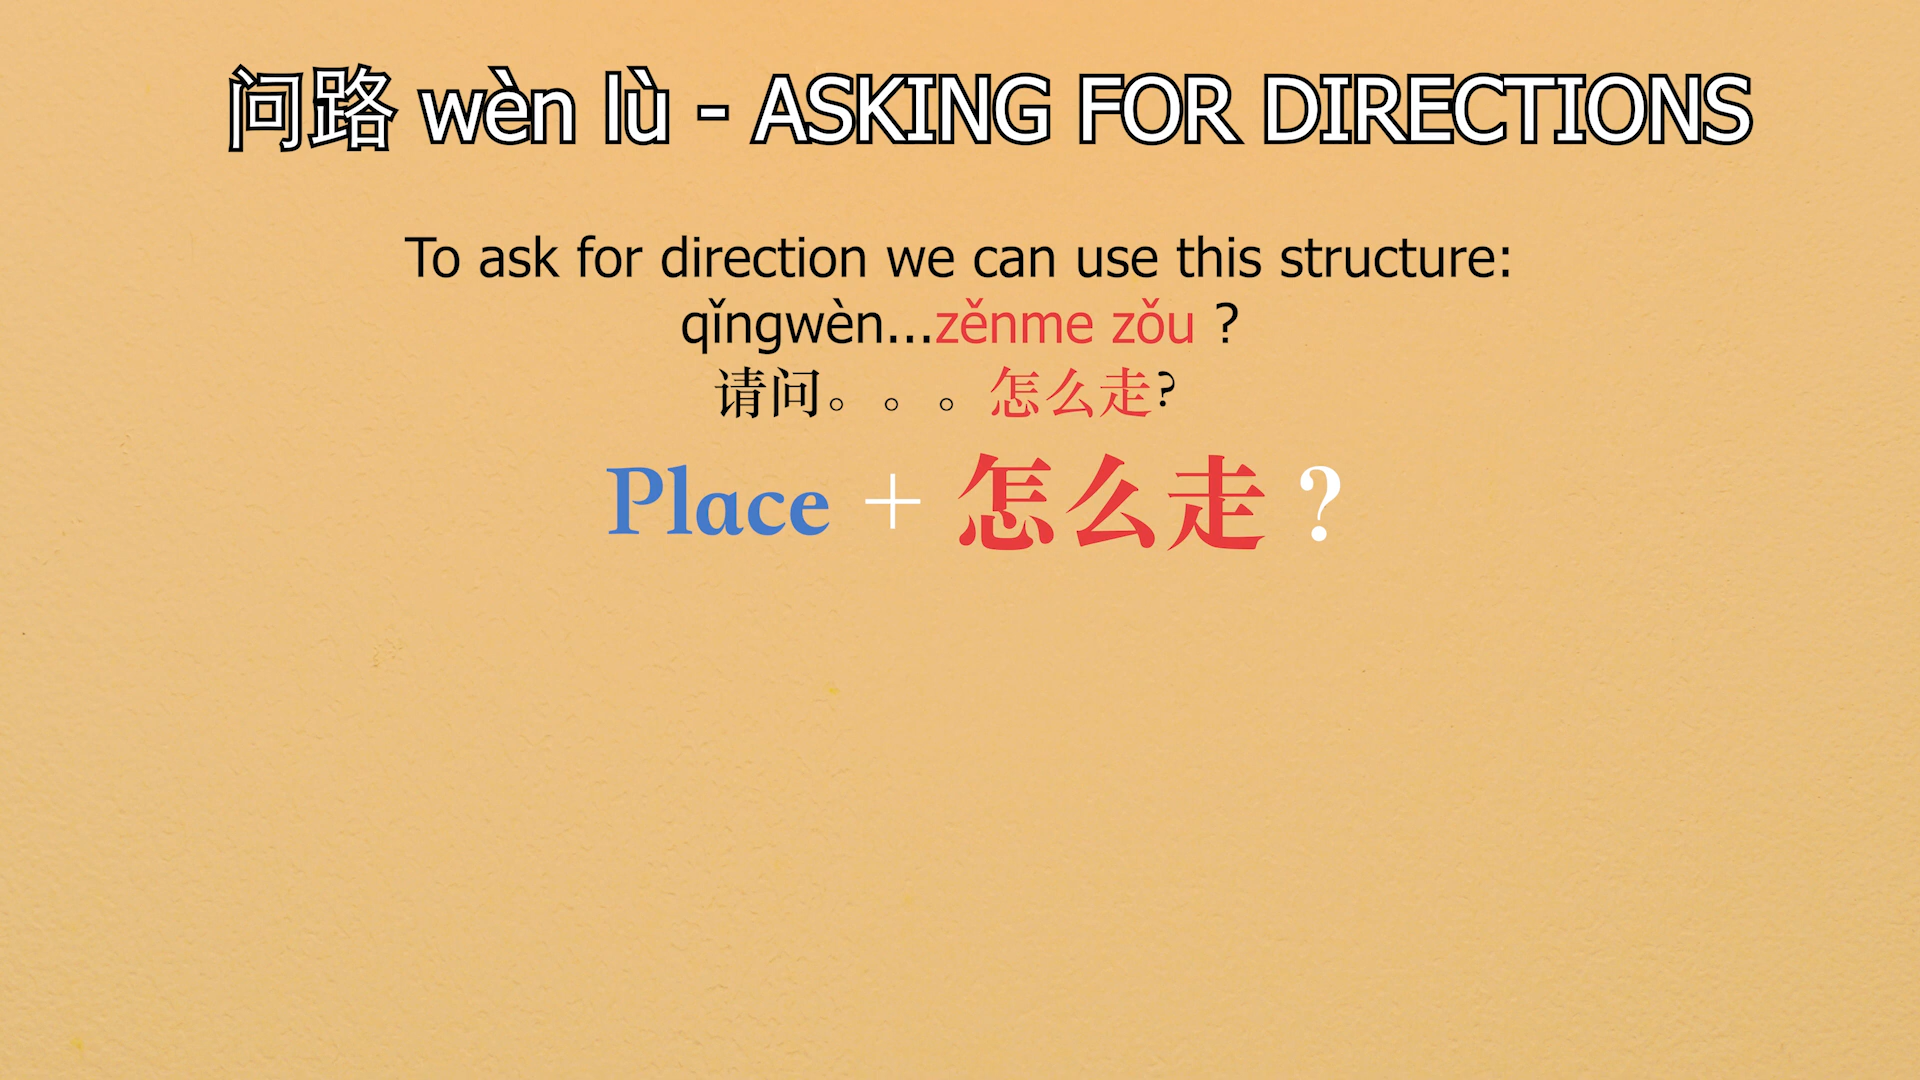 问路 wèn lù - ASKING FOR DIRECTIONS
To ask for direction we can use this structure:
qǐngwèn...zěnme zǒu ?
请问。。。怎么走?
Place + 怎么走 ?